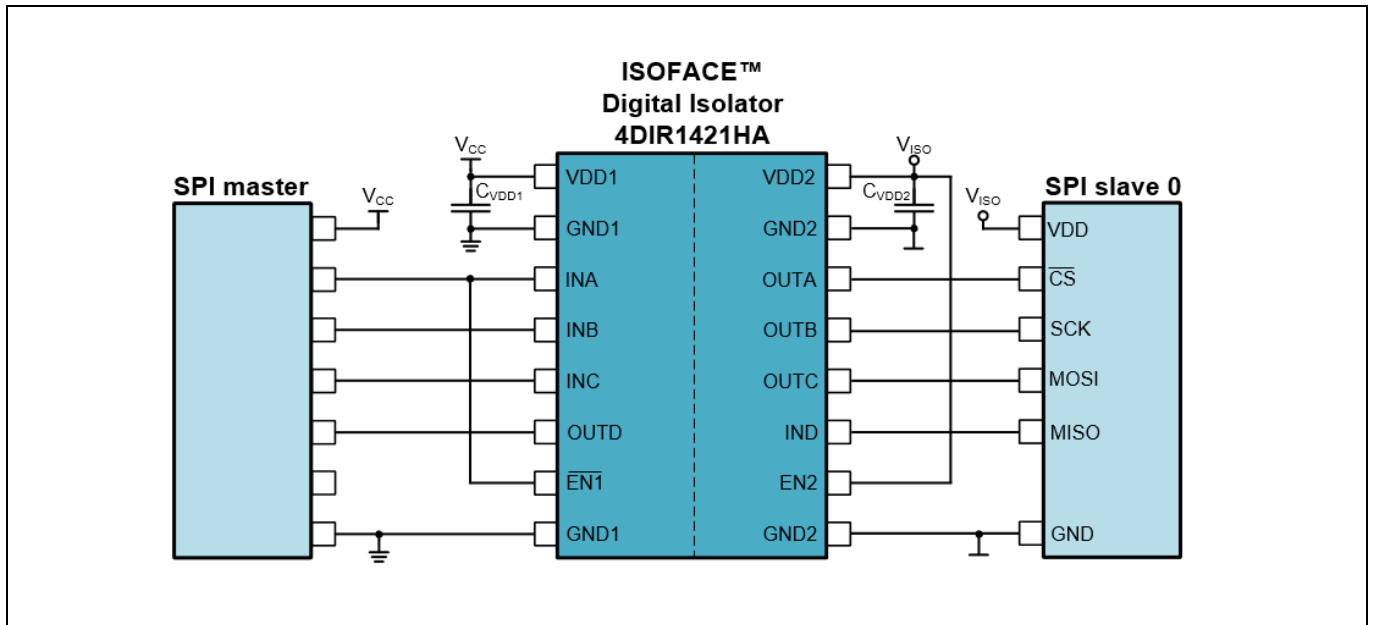 ISOFACE™
Digital Isolator
4DIR1421HA
SPI master
VCC
VCC
CVDD1
VDD1
GND1
INA
INB
INC
OUTD
EN1
GND1
VDD2
GND2
OUTA
OUTB
OUTC
IND
EN2
GND2
VISO
CVDD2
VISO
SPI slave 0
VDD
CS
SCK
MOSI
MISO
GND